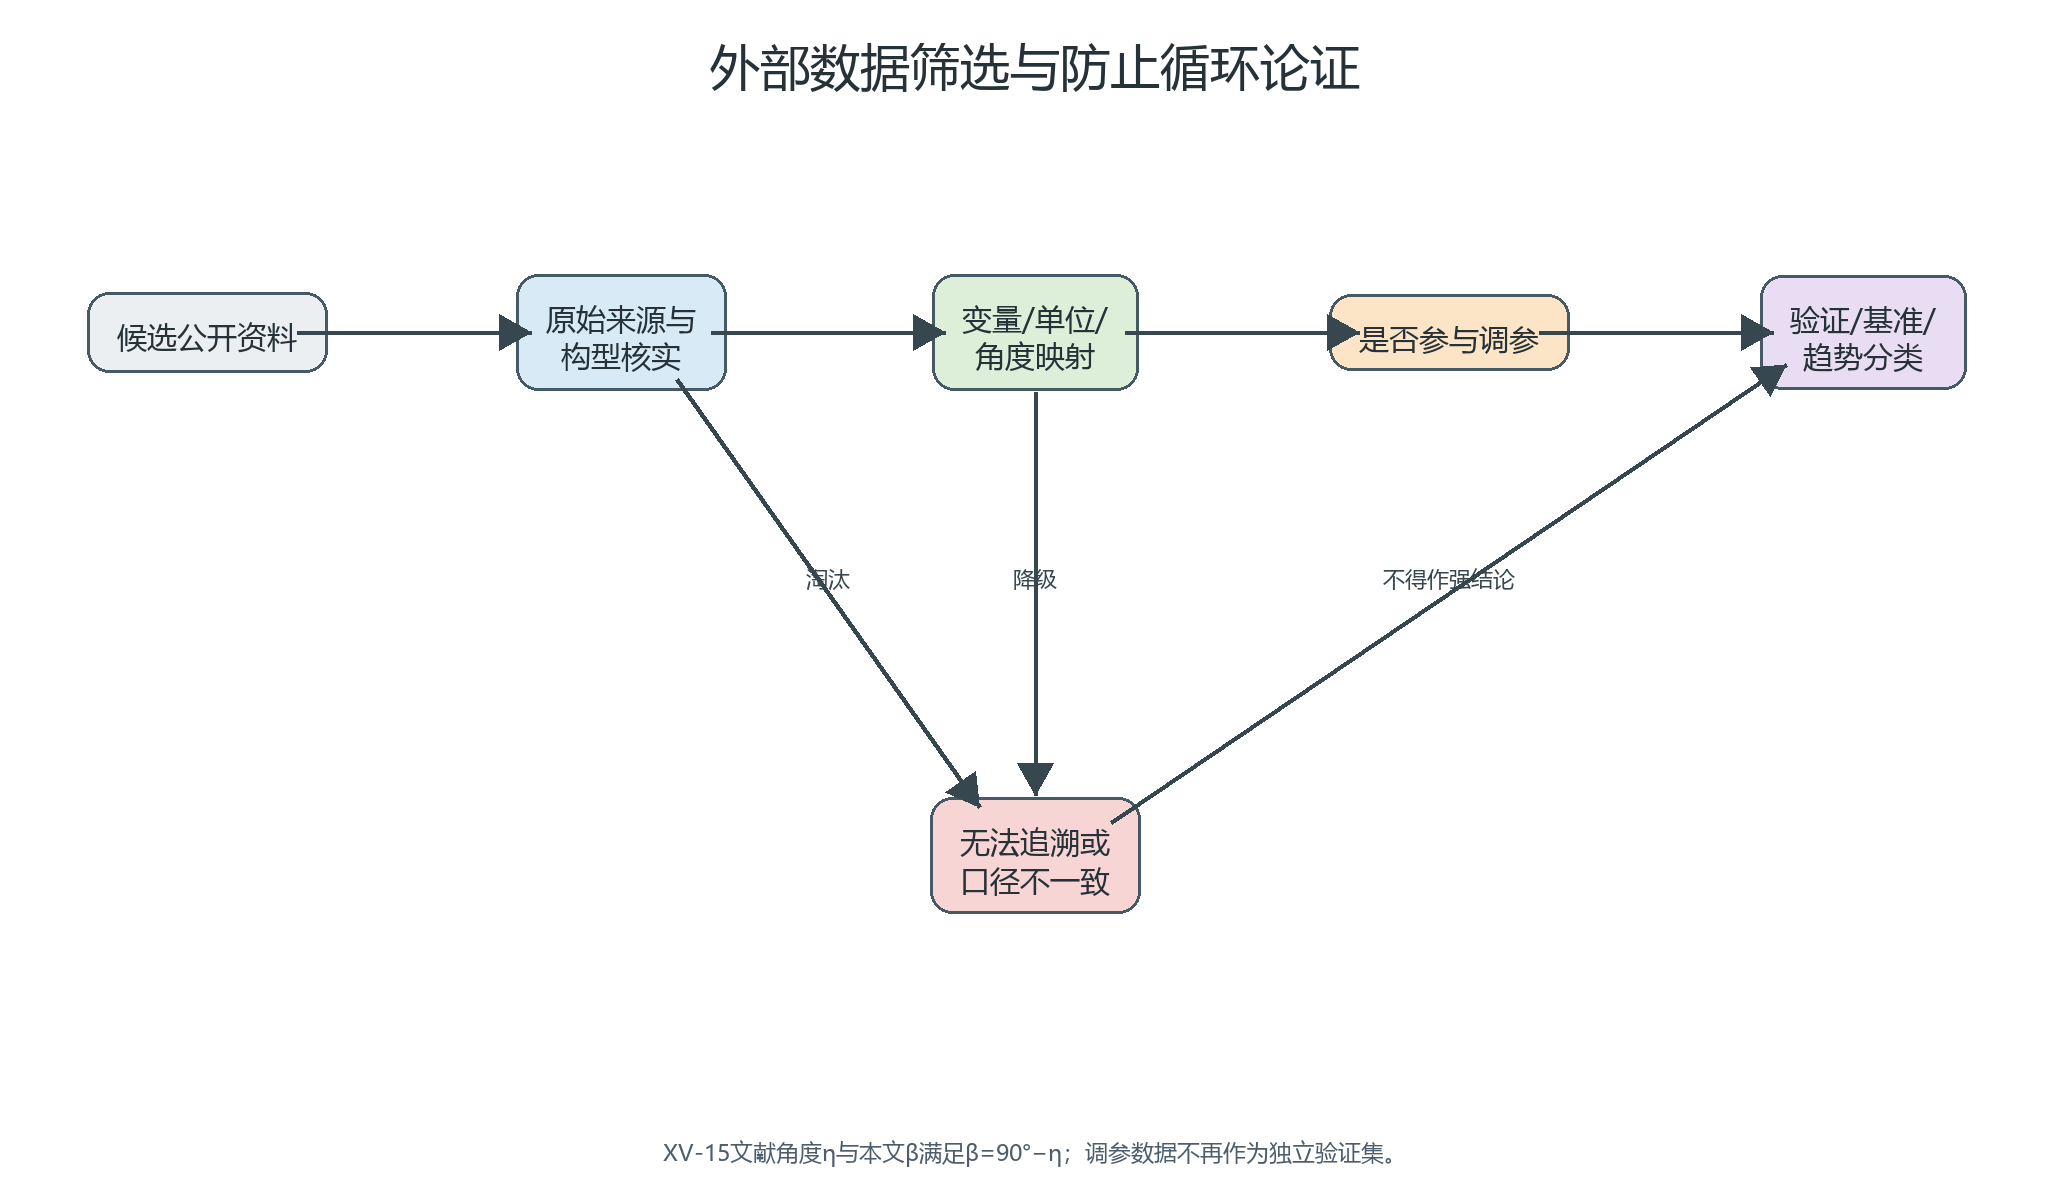 外部数据筛选与防止循环论证
候选公开资料
原始来源与
构型核实
变量/单位/
角度映射
是否参与调参
验证/基准/
趋势分类
淘汰
降级
不得作强结论
无法追溯或
口径不一致
XV-15文献角度η与本文β满足β=90°−η；调参数据不再作为独立验证集。